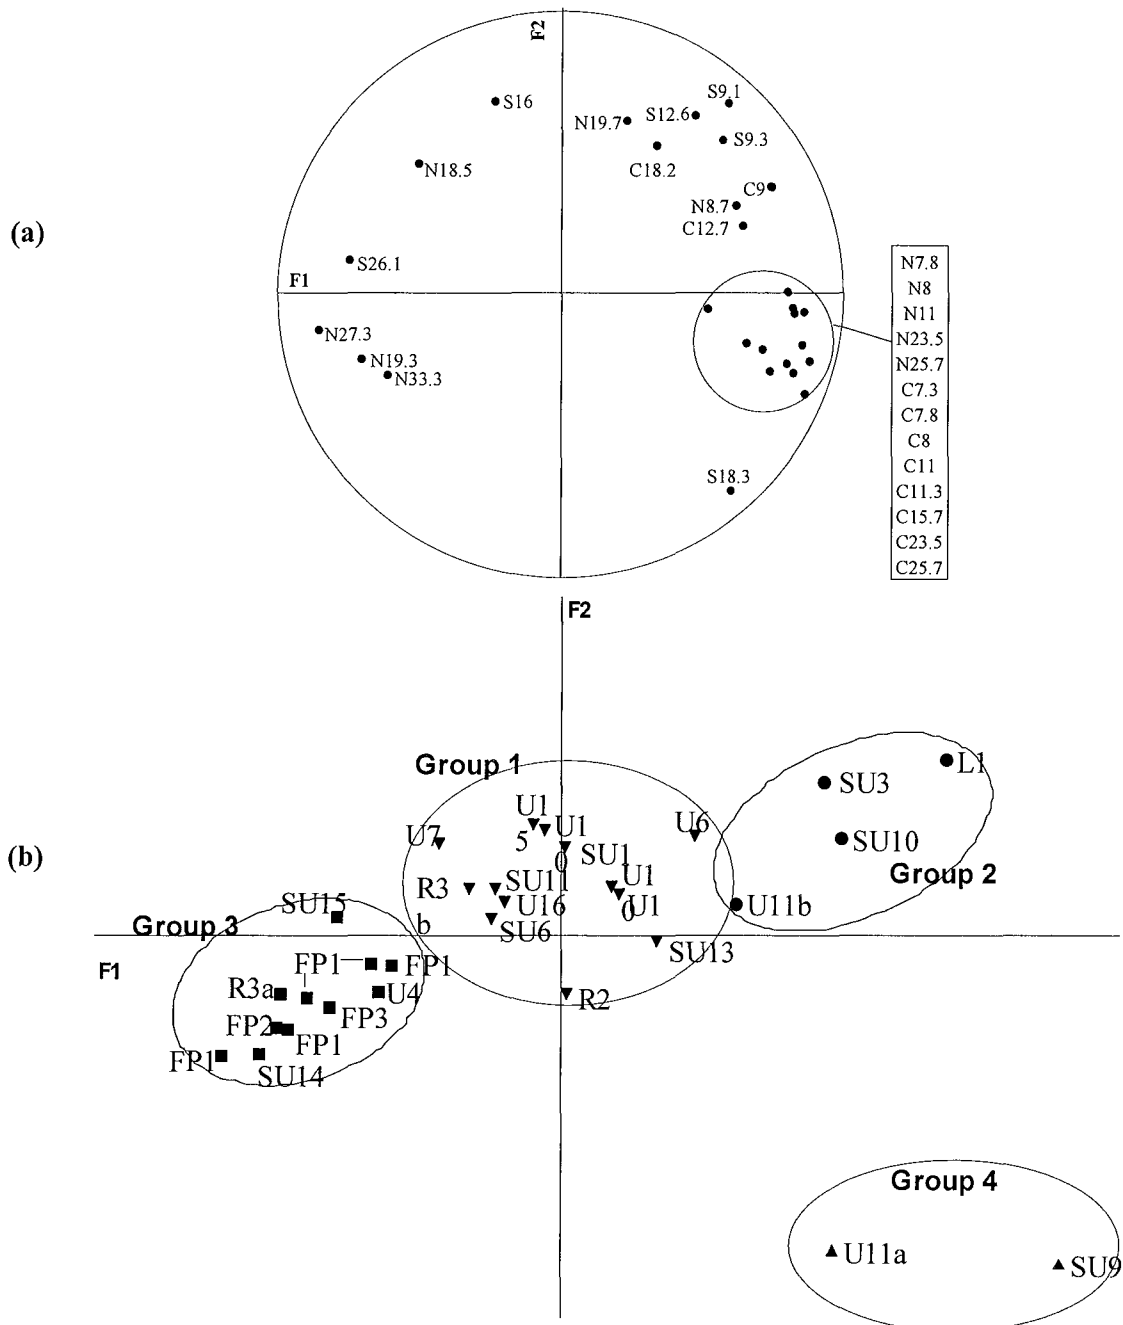 (a)
F2
F1
S16
N18.5
S26.1
N27.3
N19.3
N33.3
N19.7
S12.6
S9.1
S9.3
C18.2
C9
N8.7
C12.7
S18.3
N7.8
N8
N11
N23.5
N25.7
C7.3
C7.8
C8
C11
C11.3
C15.7
C23.5
C25.7
(b)
F2
F1
Group 1
U1
5
U1
0
U7
U6
SU1
SU11
U1
0
U1
R3
b
U16
SU6
SU13
R2
Group 2
L1
SU3
SU10
U11b
Group 3
SU15
FP1
FP1
R3a
U4
FP3
FP2
FP1
FP1
SU14
Group 4
U11a
SU9